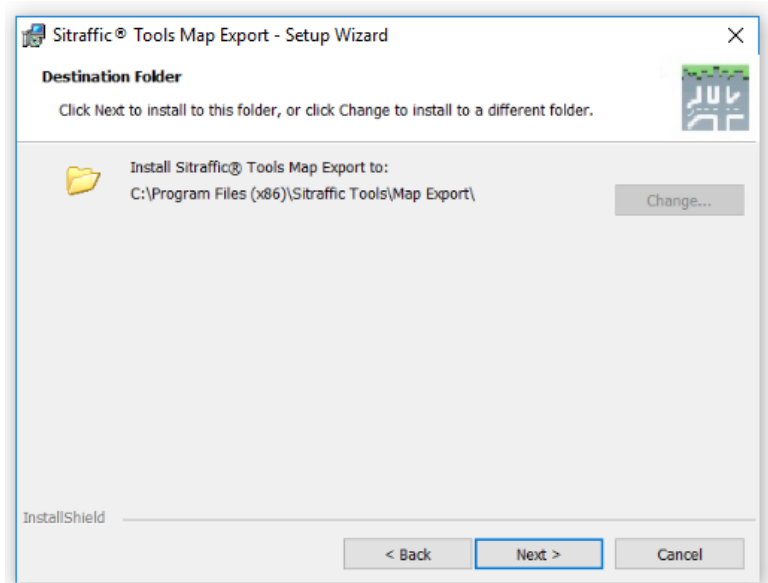 Sitraffic® Tools Map Export - Setup Wizard
Destination Folder
Click Next to install to this folder, or click Change to install to a different folder.
Install Sitraffic® Tools Map Export to:
C:\Program Files (x86)\Sitraffic Tools\Map Export\
Change...
InstallShield
< Back
Next >
Cancel